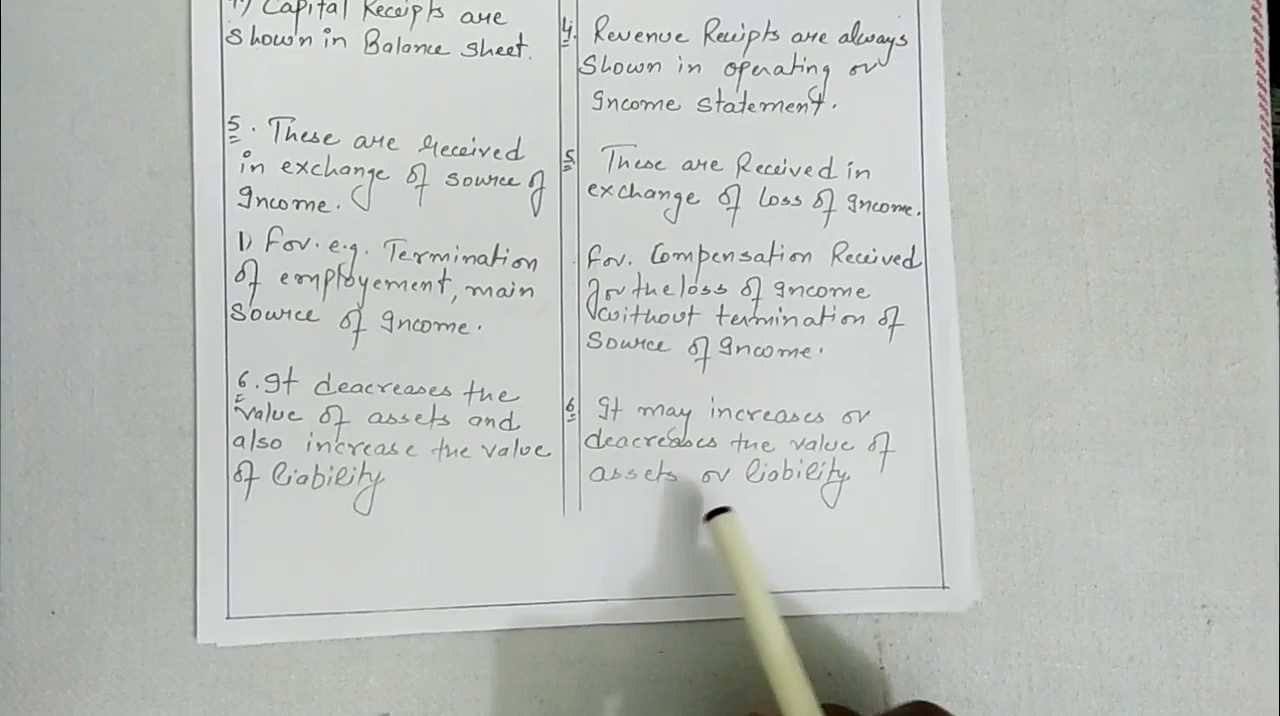 4) Capital Receipts are
shown in Balance sheet.
5. These are received
in exchange of source of
Income.
1) For. e.g. Termination
of employement, main
source of Income.
6. It deacreases the
value of assets and
also increase the value
of liability
4. Revenue Recipts are always
shown in operating or
Income statement.
5. These are Received in
exchange of loss of Income.
For. Compensation Received
for the loss of Income
without termination of
source of Income.
6. It may increases or
deacreases the value of
assets or liability